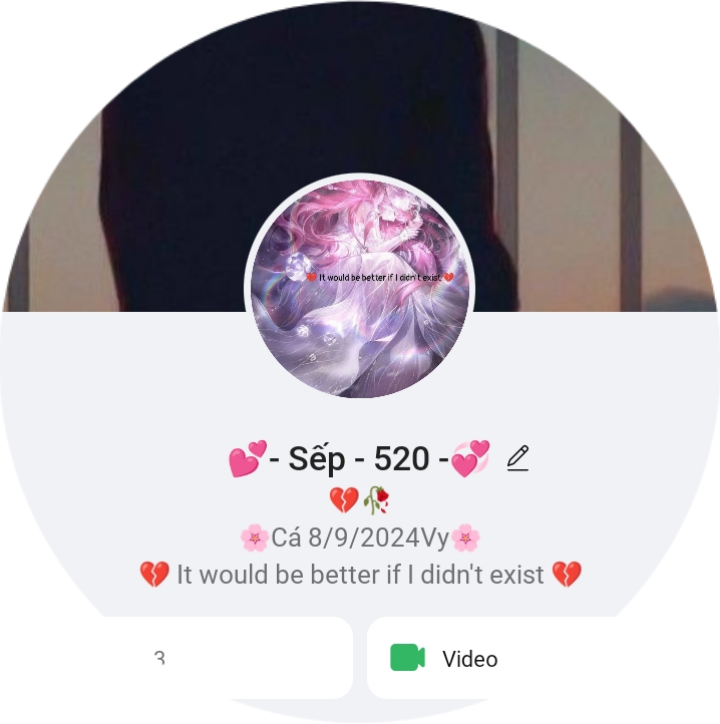 💔 It would be better if I didn't exist 💔
💕- Sếp - 520 -💞
💔🥀
🌸Cá 8/9/2024Vy🌸
💔 It would be better if I didn't exist 💔
Video